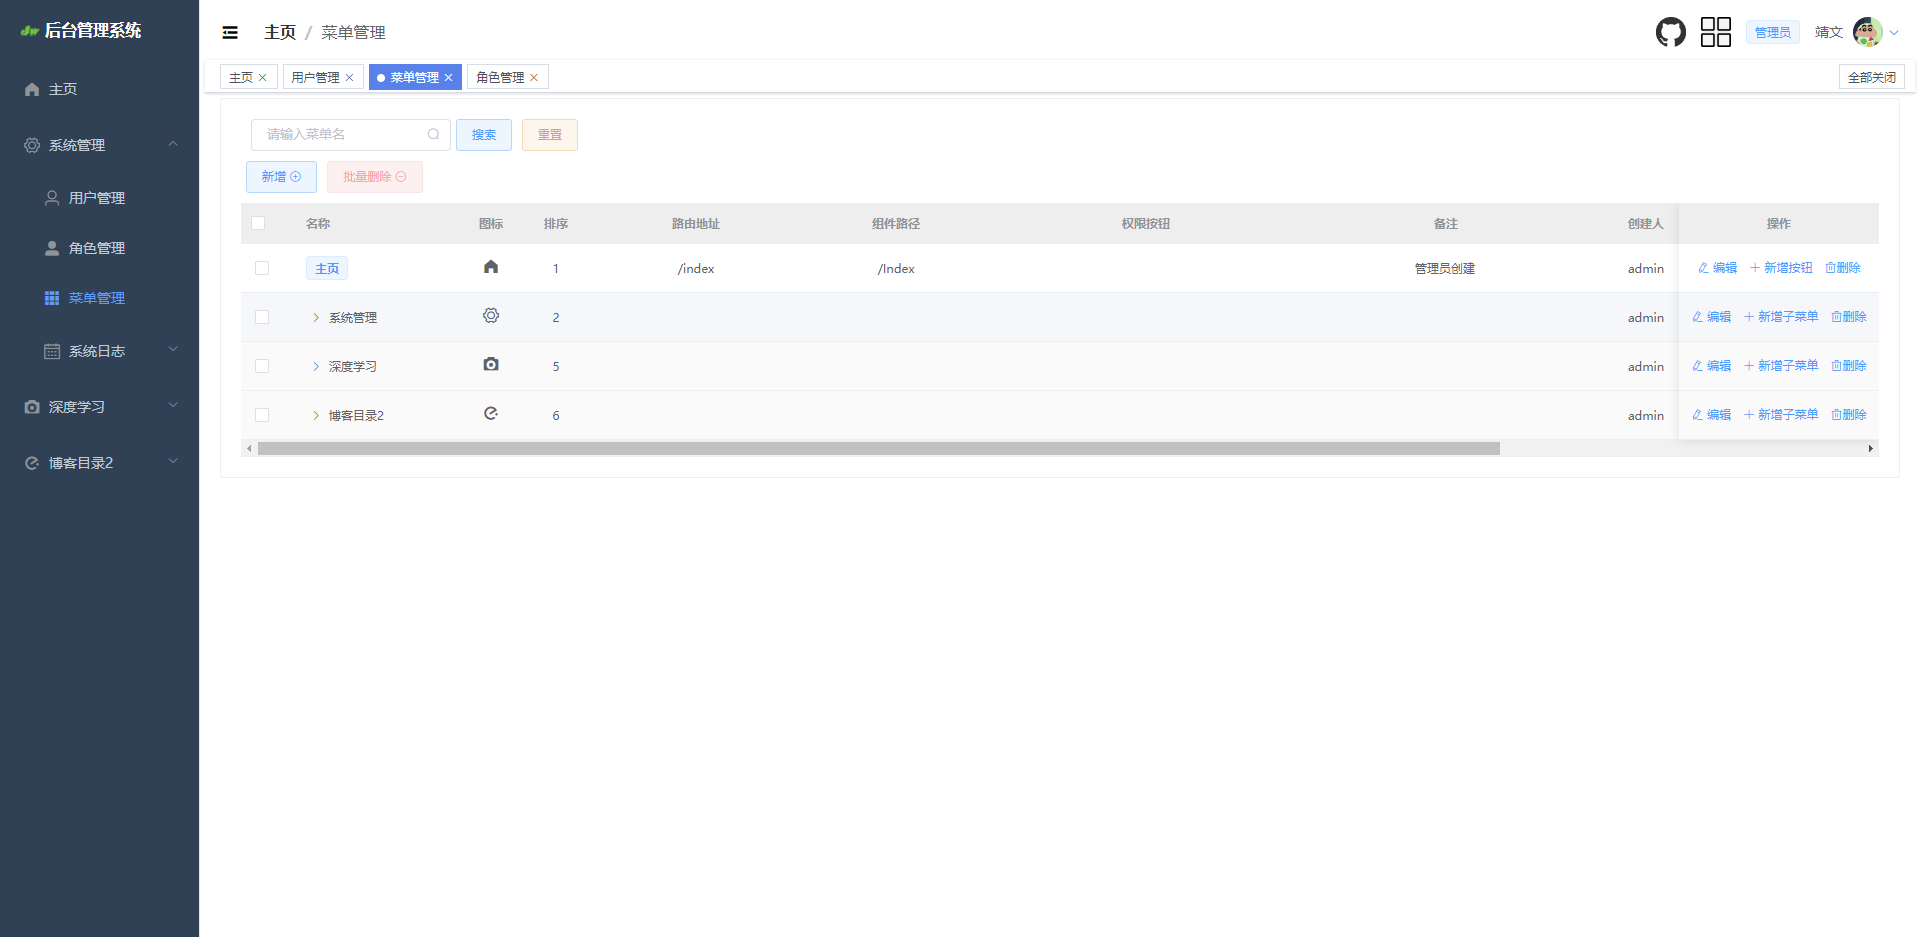 后台管理系统
主页
系统管理
用户管理
角色管理
菜单管理
系统日志
深度学习
博客目录2
主页 / 菜单管理
管理员 靖文
主页 用户管理 菜单管理 角色管理 全部关闭
请输入菜单名 搜索 重置
新增 批量删除
名称 图标 排序 路由地址 组件路径 权限按钮 备注 创建人 操作
主页 1 /index /Index 管理员创建 admin 编辑 新增按钮 删除
系统管理 2 admin 编辑 新增子菜单 删除
深度学习 5 admin 编辑 新增子菜单 删除
博客目录2 6 admin 编辑 新增子菜单 删除